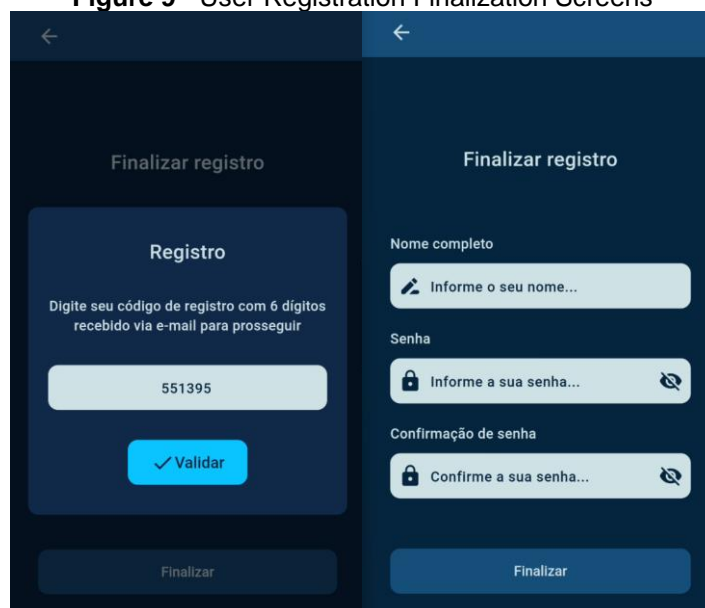 Figure 9 - User Registration Finalization Screens
Finalizar registro
Registro
Digite seu código de registro com 6 dígitos
recebido via e-mail para prosseguir
551395
Validar
Finalizar
Finalizar registro
Nome completo
Informe o seu nome...
Senha
Informe a sua senha...
Confirmação de senha
Confirme a sua senha...
Finalizar